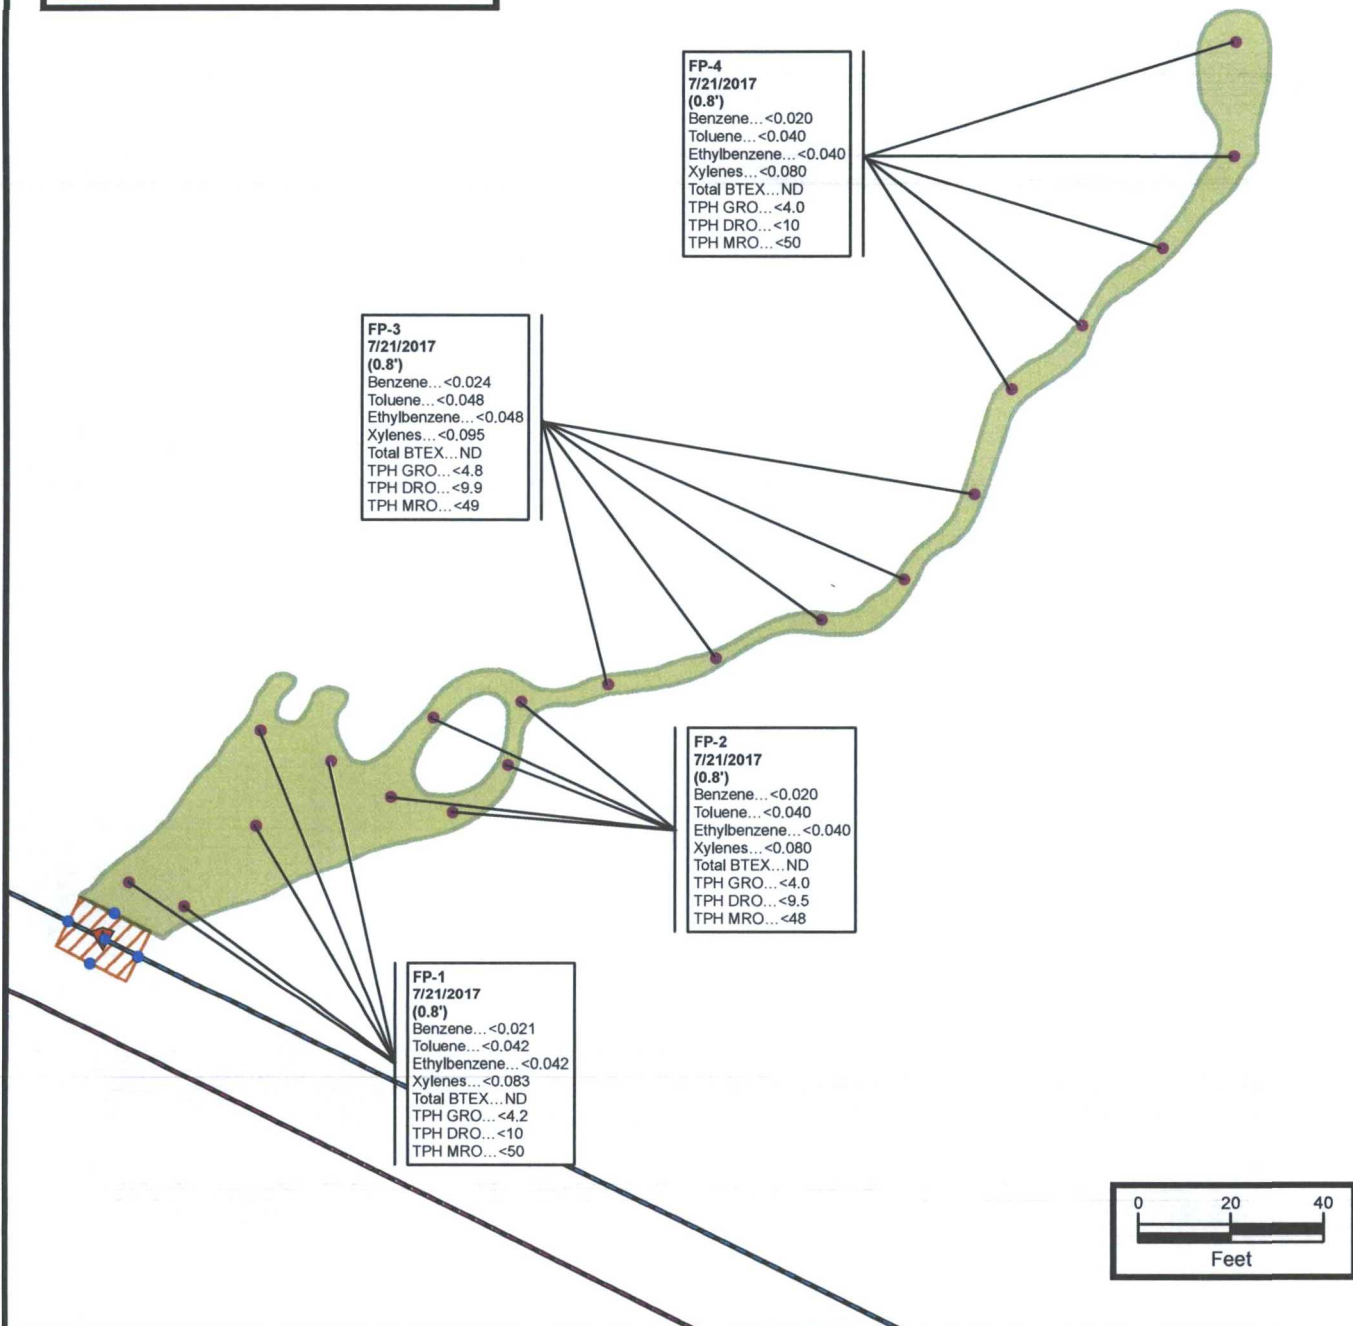 FP-4
7/21/2017
(0.8')
Benzene...<0.020
Toluene...<0.040
Ethylbenzene...<0.040
Xylenes...<0.080
Total BTEX...ND
TPH GRO...<4.0
TPH DRO...<10
TPH MRO...<50
FP-3
7/21/2017
(0.8')
Benzene...<0.024
Toluene...<0.048
Ethylbenzene...<0.048
Xylenes...<0.095
Total BTEX...ND
TPH GRO...<4.8
TPH DRO...<9.9
TPH MRO...<49
FP-2
7/21/2017
(0.8')
Benzene...<0.020
Toluene...<0.040
Ethylbenzene...<0.040
Xylenes...<0.080
Total BTEX...ND
TPH GRO...<4.0
TPH DRO...<9.5
TPH MRO...<48
FP-1
7/21/2017
(0.8')
Benzene...<0.021
Toluene...<0.042
Ethylbenzene...<0.042
Xylenes...<0.083
Total BTEX...ND
TPH GRO...<4.2
TPH DRO...<10
TPH MRO...<50
0 20 40
Feet